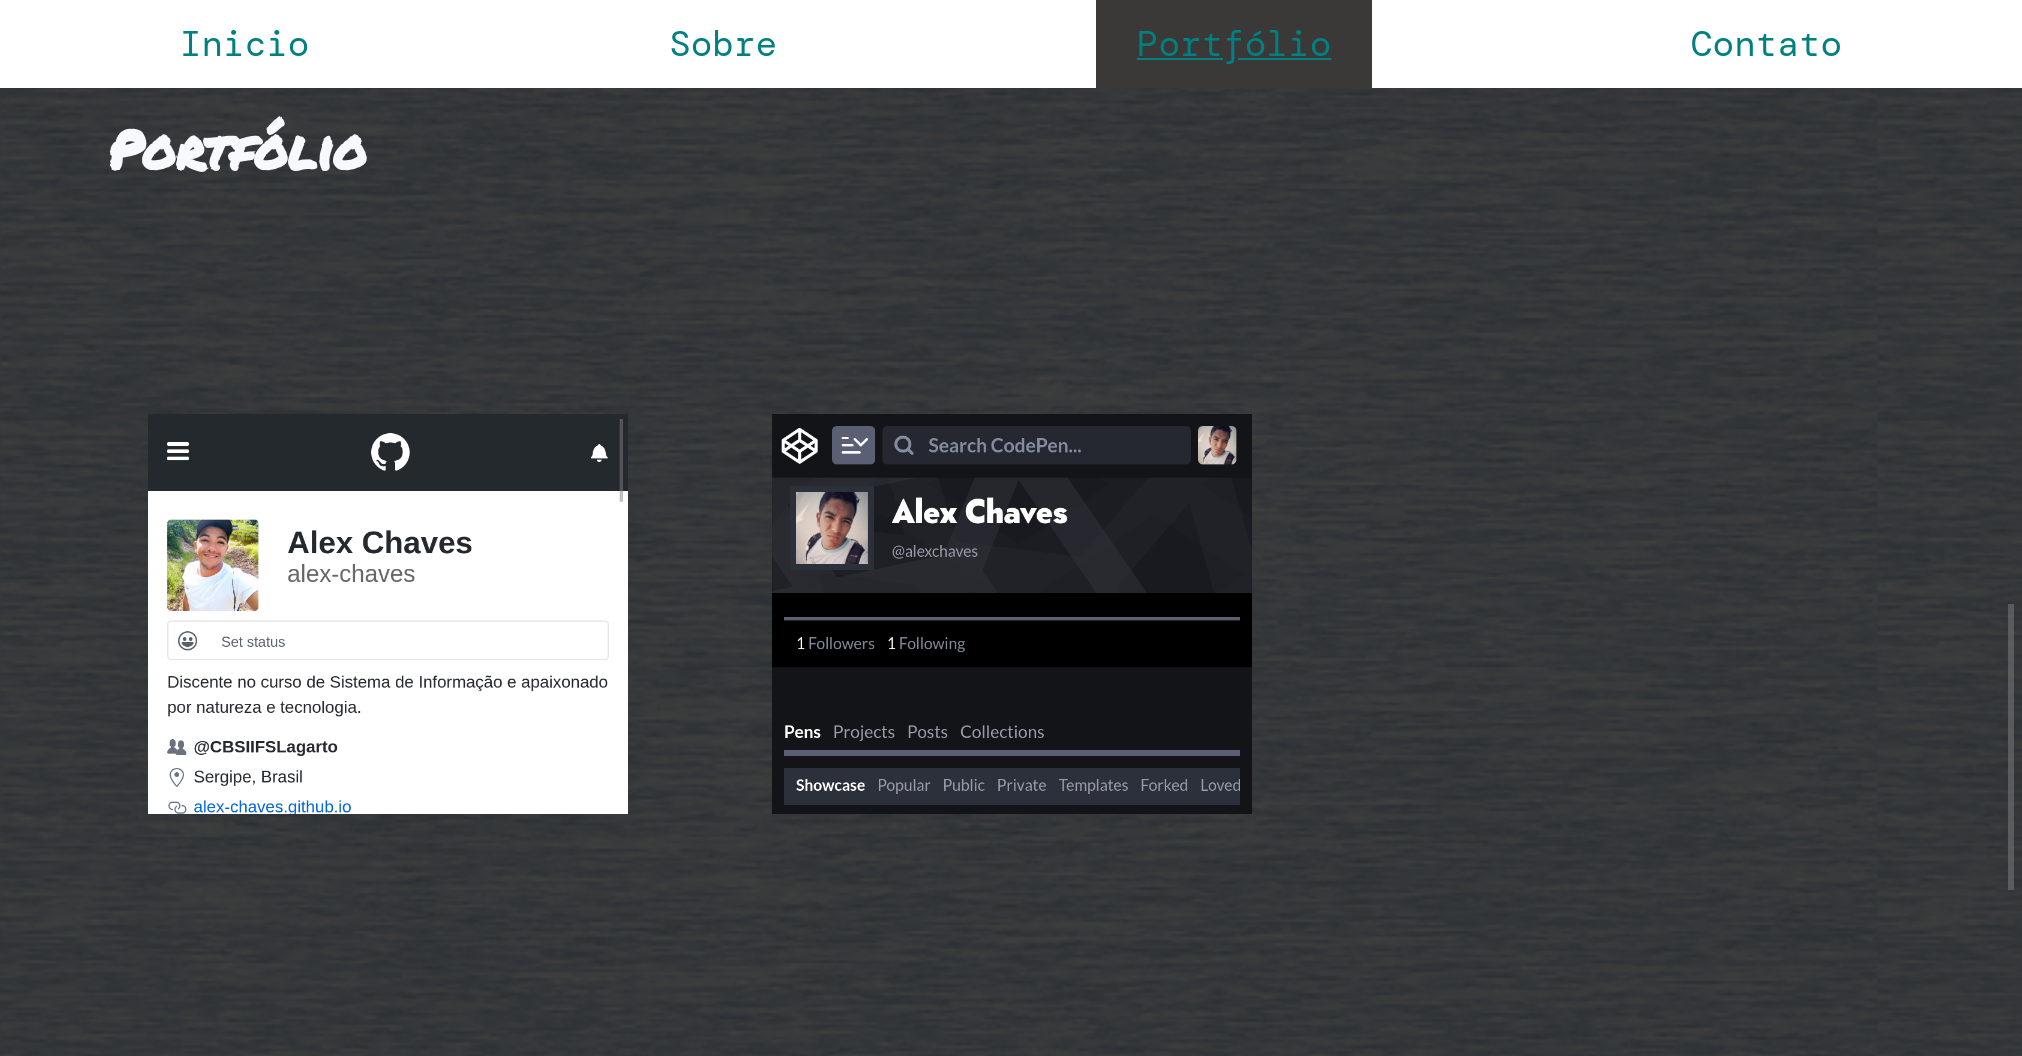 Inicio Sobre Portfólio Contato
Portfólio
Alex Chaves
alex-chaves
Set status
Discente no curso de Sistema de Informação e apaixonado
por natureza e tecnologia.
@CBSIIFSLagarto
Sergipe, Brasil
alex-chaves.github.io
Search CodePen...
Alex Chaves
@alexchaves
1 Followers 1 Following
Pens Projects Posts Collections
Showcase Popular Public Private Templates Forked Loved